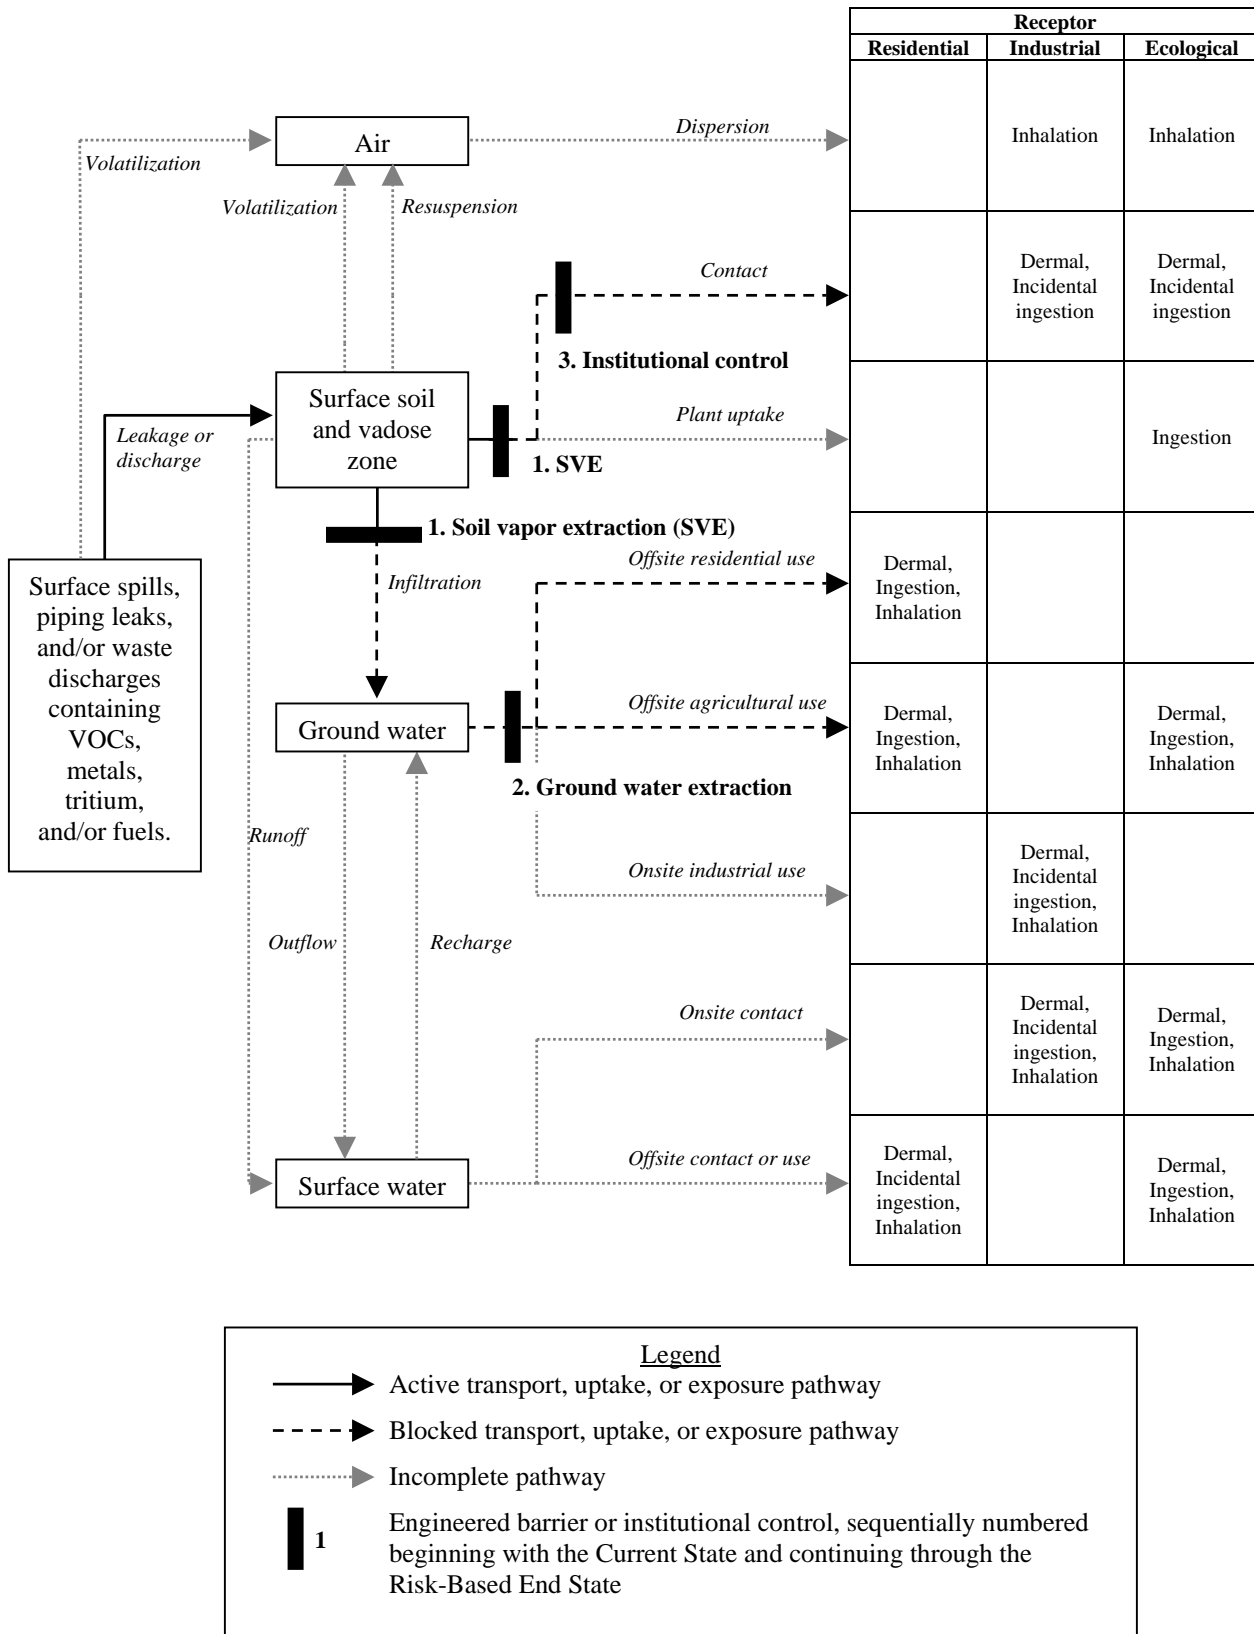 Receptor
Residential
Industrial
Ecological
Air
Volatilization
Dispersion
Inhalation
Inhalation
Volatilization
Resuspension
Contact
Dermal,
Incidental
ingestion
Dermal,
Incidental
ingestion
3. Institutional control
Surface soil
and vadose
zone
Leakage or
discharge
Plant uptake
Ingestion
1. SVE
1. Soil vapor extraction (SVE)
Infiltration
Offsite residential use
Dermal,
Ingestion,
Inhalation
Surface spills,
piping leaks,
and/or waste
discharges
containing
VOCs,
metals,
tritium,
and/or fuels.
Ground water
Offsite agricultural use
Dermal,
Ingestion,
Inhalation
Dermal,
Ingestion,
Inhalation
2. Ground water extraction
Runoff
Onsite industrial use
Dermal,
Incidental
ingestion,
Inhalation
Outflow
Recharge
Onsite contact
Dermal,
Incidental
ingestion,
Inhalation
Dermal,
Ingestion,
Inhalation
Surface water
Offsite contact or use
Dermal,
Incidental
ingestion,
Inhalation
Dermal,
Ingestion,
Inhalation
Legend
Active transport, uptake, or exposure pathway
Blocked transport, uptake, or exposure pathway
Incomplete pathway
1
Engineered barrier or institutional control, sequentially numbered
beginning with the Current State and continuing through the
Risk-Based End State